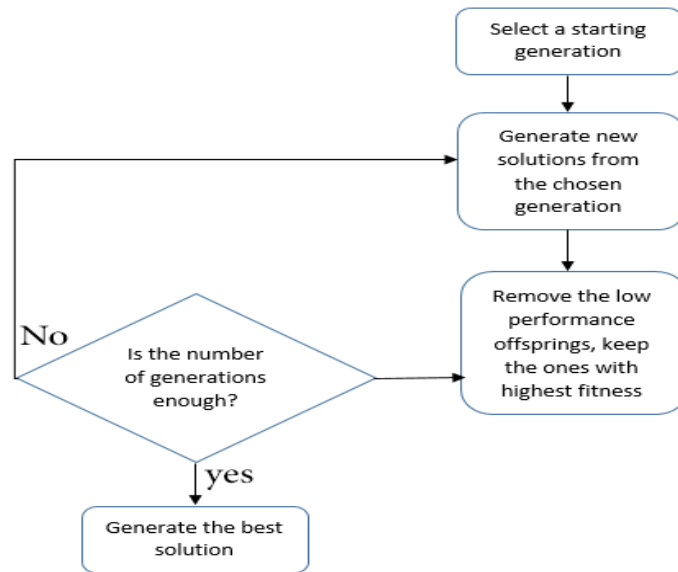 Select a starting
generation
Generate new
solutions from
the chosen
generation
Remove the low
performance
offsprings, keep
the ones with
highest fitness
No
Is the number
of generations
enough?
yes
Generate the best
solution